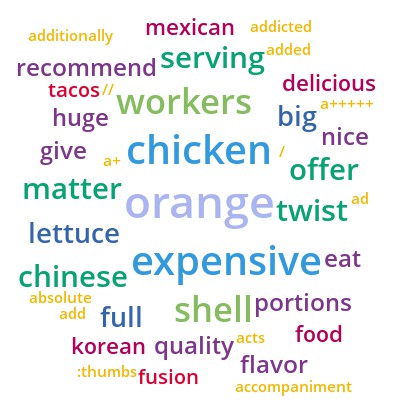 mexican addicted
additionally
serving added
recommend
delicious
tacos // workers a+++++
huge big
nice
give a+ chicken /
offer
matter
orange twist ad
lettuce
expensive eat
chinese
absolute
add full shell portions
acts food
korean quality
flavor
:thumbs fusion
accompaniment